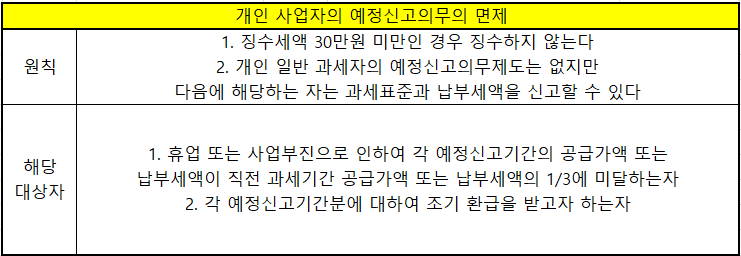 개인 사업자의 예정신고의무의 면제
원칙
1. 징수세액 30만원 미만인 경우 징수하지 않는다
2. 개인 일반 과세자의 예정신고의무제도는 없지만
다음에 해당하는 자는 과세표준과 납부세액을 신고할 수 있다
해당
대상자
1. 휴업 또는 사업부진으로 인하여 각 예정신고기간의 공급가액 또는
납부세액이 직전 과세기간 공급가액 또는 납부세액의 1/3에 미달하는자
2. 각 예정신고기간분에 대하여 조기 환급을 받고자 하는자